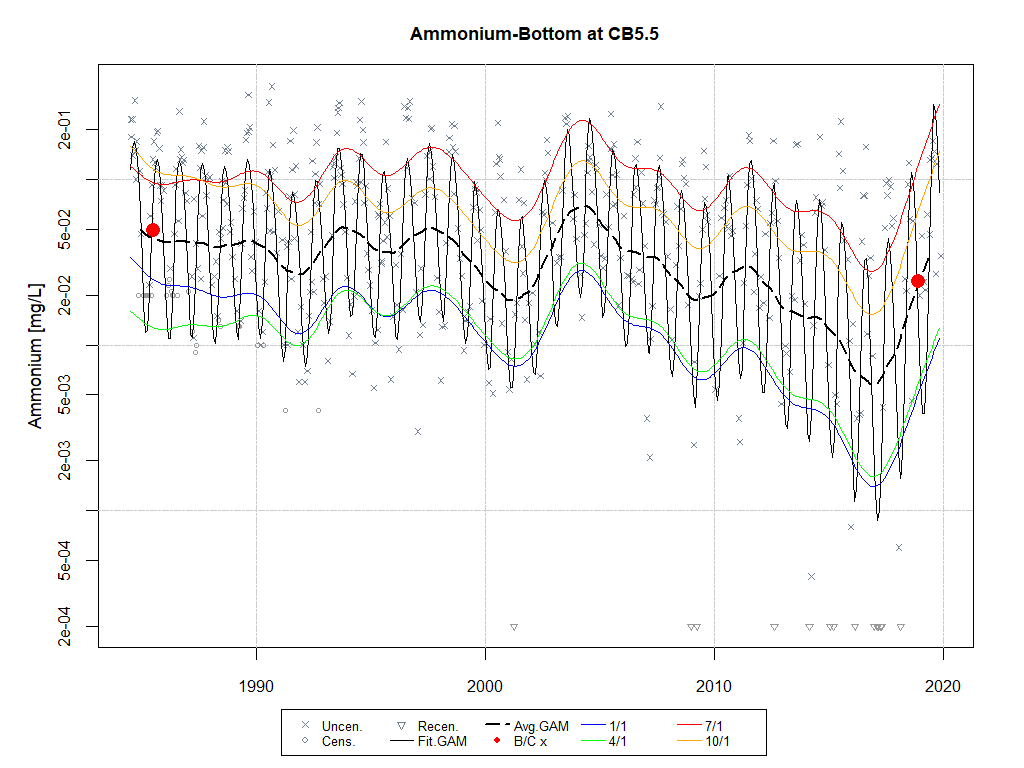 Ammonium-Bottom at CB5.5
Ammonium [mg/L]
2e-01
5e-02
2e-02
5e-03
2e-03
5e-04
2e-04
1990 2000 2010 2020
Uncen. Recen. Avg.GAM 1/1 7/1
Cens. Fit.GAM B/C x 4/1 10/1